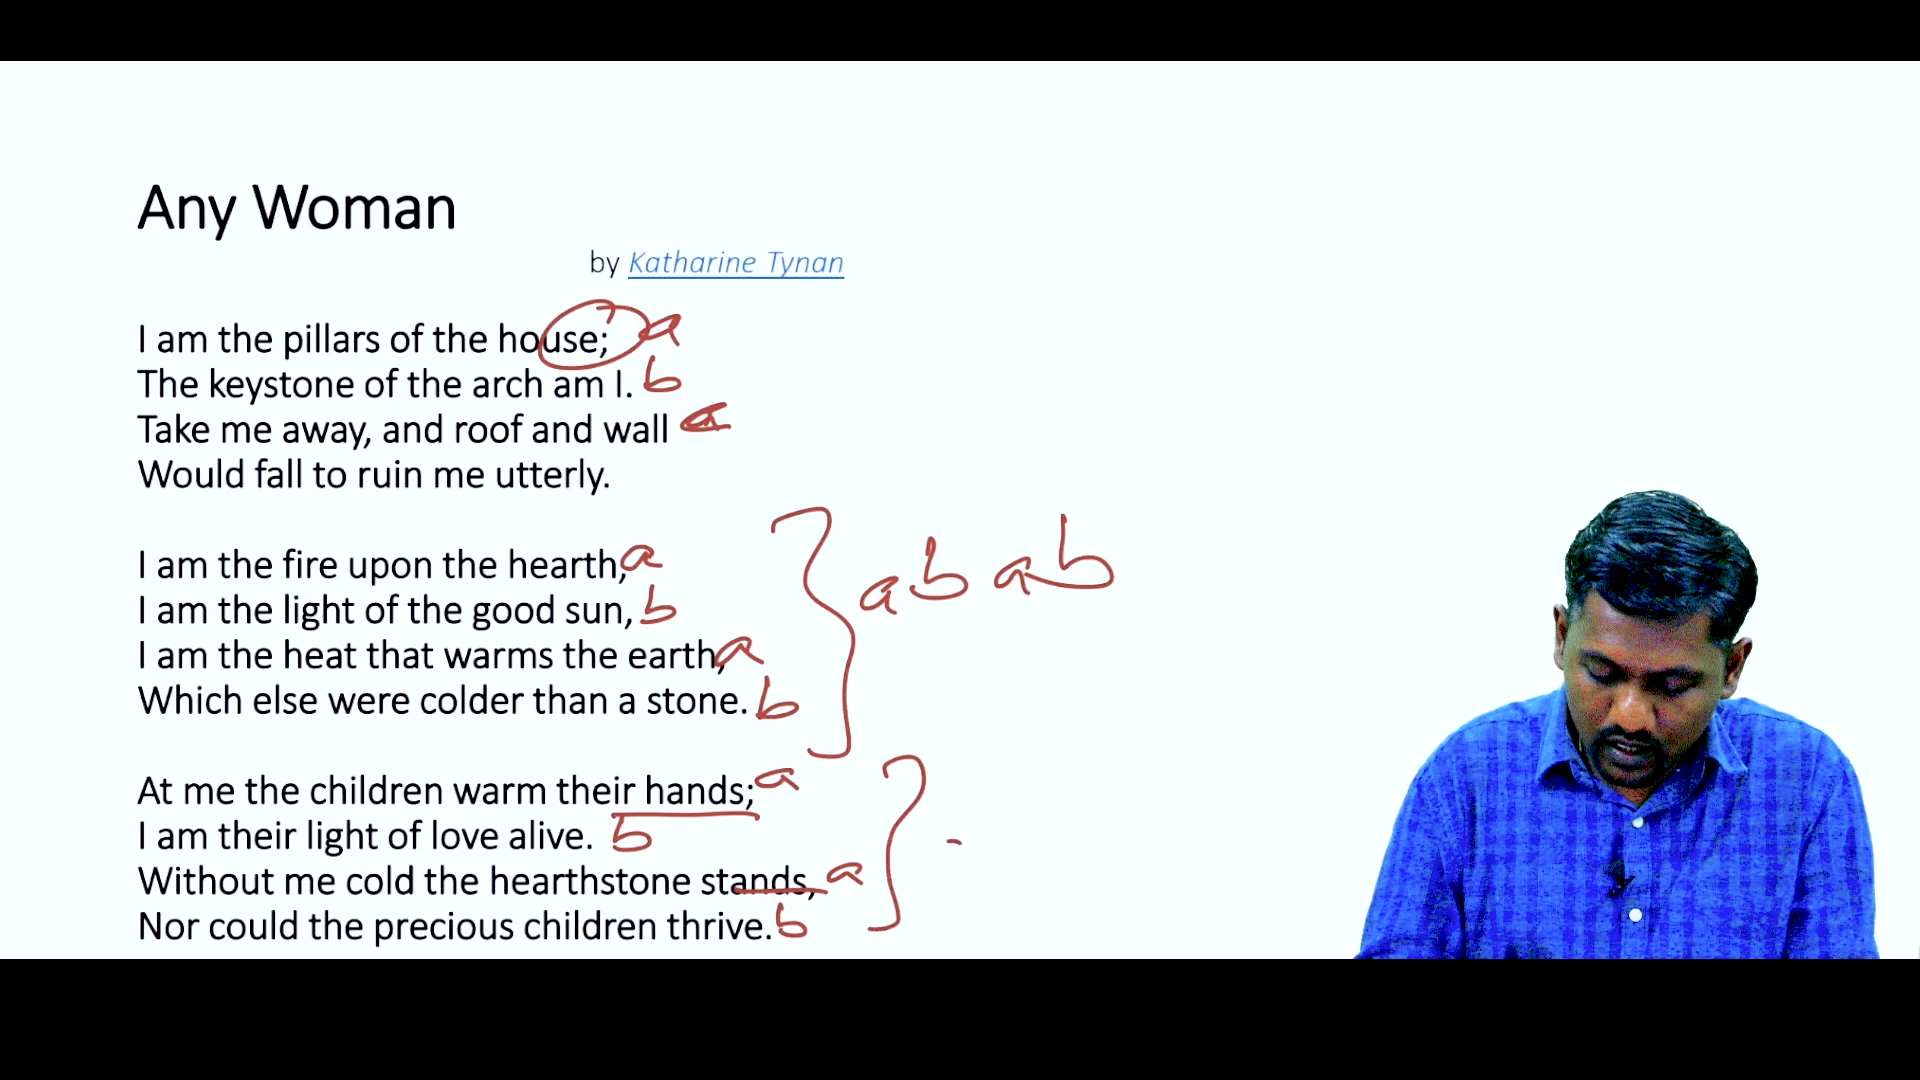 Any Woman
by Katharine Tynan
I am the pillars of the house; a
The keystone of the arch am I. b
Take me away, and roof and wall a
Would fall to ruin me utterly.
I am the fire upon the hearth, a
I am the light of the good sun, b
I am the heat that warms the earth, a
Which else were colder than a stone. b
a b a b
At me the children warm their hands; a
I am their light of love alive. b
Without me cold the hearthstone stands, a
Nor could the precious children thrive. b